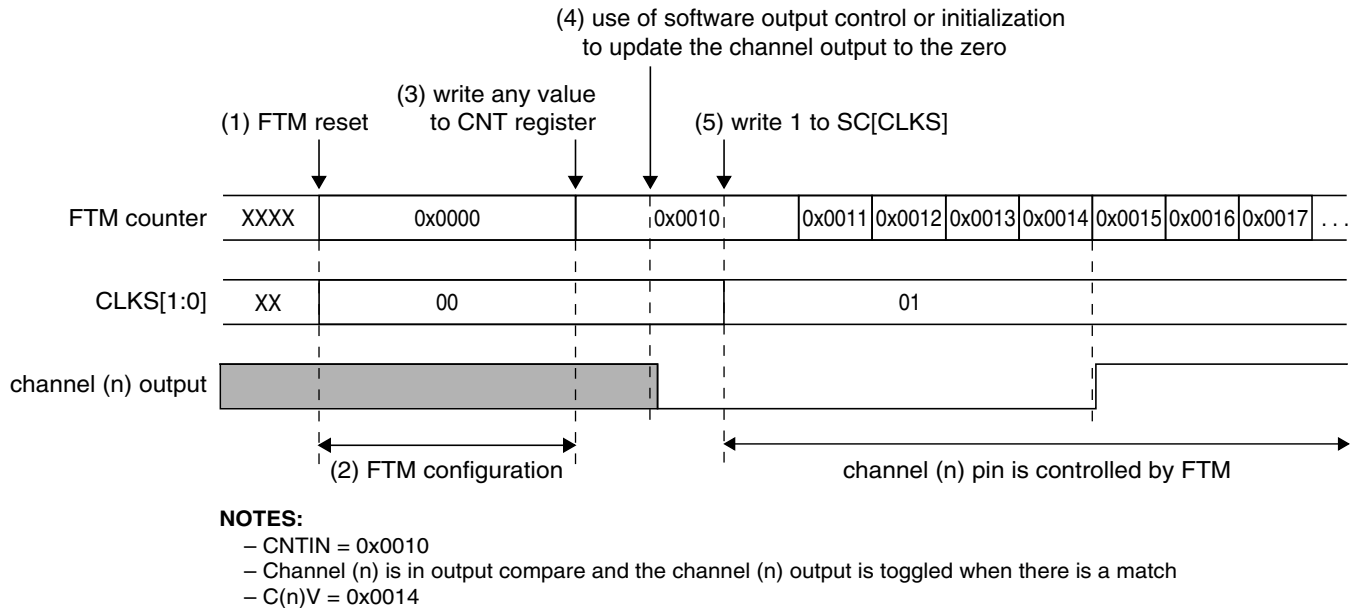 (4) use of software output control or initialization
to update the channel output to the zero
(3) write any value
to CNT register
(1) FTM reset
(5) write 1 to SC[CLKS]
FTM counter XXXX 0x0000 0x0010 0x0011 0x0012 0x0013 0x0014 0x0015 0x0016 0x0017 . . .
CLKS[1:0] XX 00 01
channel (n) output
(2) FTM configuration
channel (n) pin is controlled by FTM
NOTES:
– CNTIN = 0x0010
– Channel (n) is in output compare and the channel (n) output is toggled when there is a match
– C(n)V = 0x0014